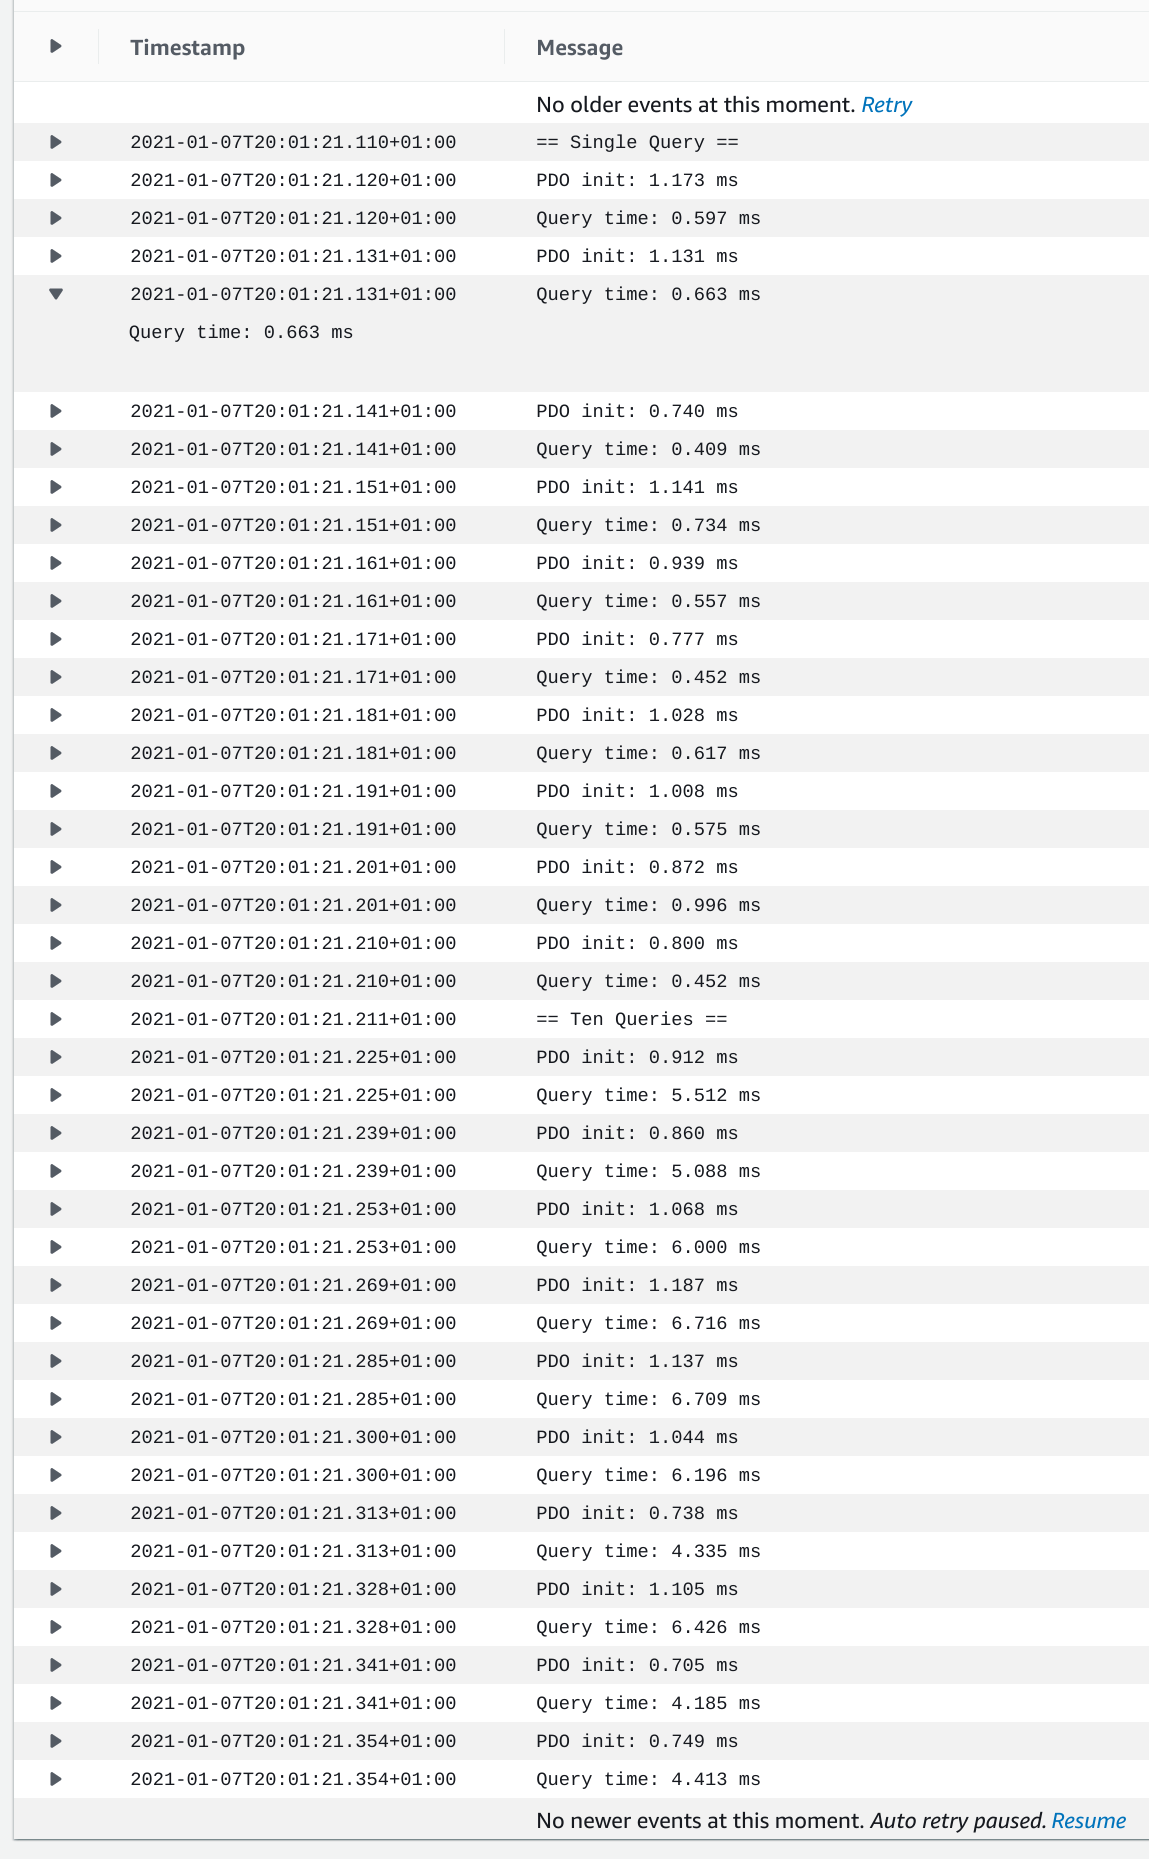 Timestamp Message
No older events at this moment. Retry
2021-01-07T20:01:21.110+01:00 == Single Query ==
2021-01-07T20:01:21.120+01:00 PDO init: 1.173 ms
2021-01-07T20:01:21.120+01:00 Query time: 0.597 ms
2021-01-07T20:01:21.131+01:00 PDO init: 1.131 ms
2021-01-07T20:01:21.131+01:00 Query time: 0.663 ms
Query time: 0.663 ms
2021-01-07T20:01:21.141+01:00 PDO init: 0.740 ms
2021-01-07T20:01:21.141+01:00 Query time: 0.409 ms
2021-01-07T20:01:21.151+01:00 PDO init: 1.141 ms
2021-01-07T20:01:21.151+01:00 Query time: 0.734 ms
2021-01-07T20:01:21.161+01:00 PDO init: 0.939 ms
2021-01-07T20:01:21.161+01:00 Query time: 0.557 ms
2021-01-07T20:01:21.171+01:00 PDO init: 0.777 ms
2021-01-07T20:01:21.171+01:00 Query time: 0.452 ms
2021-01-07T20:01:21.181+01:00 PDO init: 1.028 ms
2021-01-07T20:01:21.181+01:00 Query time: 0.617 ms
2021-01-07T20:01:21.191+01:00 PDO init: 1.008 ms
2021-01-07T20:01:21.191+01:00 Query time: 0.575 ms
2021-01-07T20:01:21.201+01:00 PDO init: 0.872 ms
2021-01-07T20:01:21.201+01:00 Query time: 0.996 ms
2021-01-07T20:01:21.210+01:00 PDO init: 0.800 ms
2021-01-07T20:01:21.210+01:00 Query time: 0.452 ms
2021-01-07T20:01:21.211+01:00 == Ten Queries ==
2021-01-07T20:01:21.225+01:00 PDO init: 0.912 ms
2021-01-07T20:01:21.225+01:00 Query time: 5.512 ms
2021-01-07T20:01:21.239+01:00 PDO init: 0.860 ms
2021-01-07T20:01:21.239+01:00 Query time: 5.088 ms
2021-01-07T20:01:21.253+01:00 PDO init: 1.068 ms
2021-01-07T20:01:21.253+01:00 Query time: 6.000 ms
2021-01-07T20:01:21.269+01:00 PDO init: 1.187 ms
2021-01-07T20:01:21.269+01:00 Query time: 6.716 ms
2021-01-07T20:01:21.285+01:00 PDO init: 1.137 ms
2021-01-07T20:01:21.285+01:00 Query time: 6.709 ms
2021-01-07T20:01:21.300+01:00 PDO init: 1.044 ms
2021-01-07T20:01:21.300+01:00 Query time: 6.196 ms
2021-01-07T20:01:21.313+01:00 PDO init: 0.738 ms
2021-01-07T20:01:21.313+01:00 Query time: 4.335 ms
2021-01-07T20:01:21.328+01:00 PDO init: 1.105 ms
2021-01-07T20:01:21.328+01:00 Query time: 6.426 ms
2021-01-07T20:01:21.341+01:00 PDO init: 0.705 ms
2021-01-07T20:01:21.341+01:00 Query time: 4.185 ms
2021-01-07T20:01:21.354+01:00 PDO init: 0.749 ms
2021-01-07T20:01:21.354+01:00 Query time: 4.413 ms
No newer events at this moment. Auto retry paused. Resume